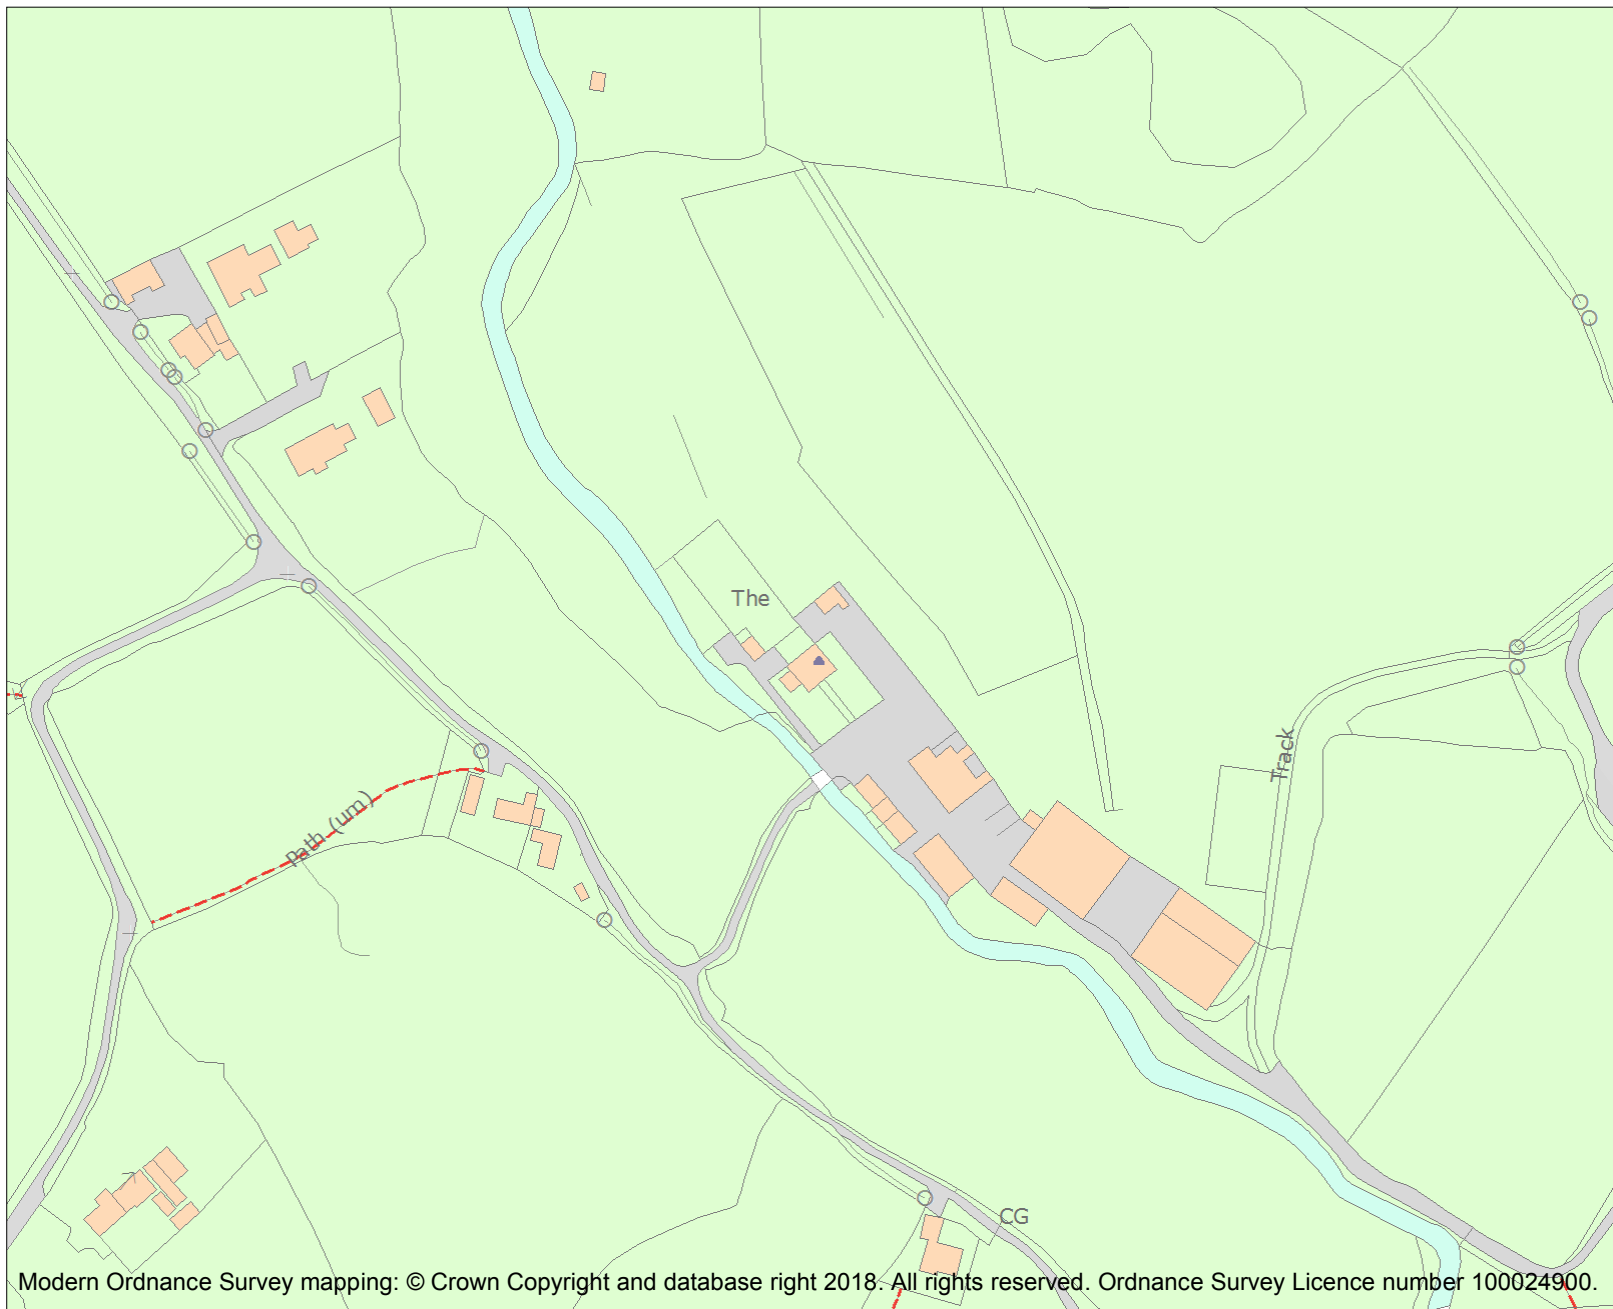 The
Track
Path (um)
CG
Modern Ordnance Survey mapping: © Crown Copyright and database right 2018. All rights reserved. Ordnance Survey Licence number 100024900.